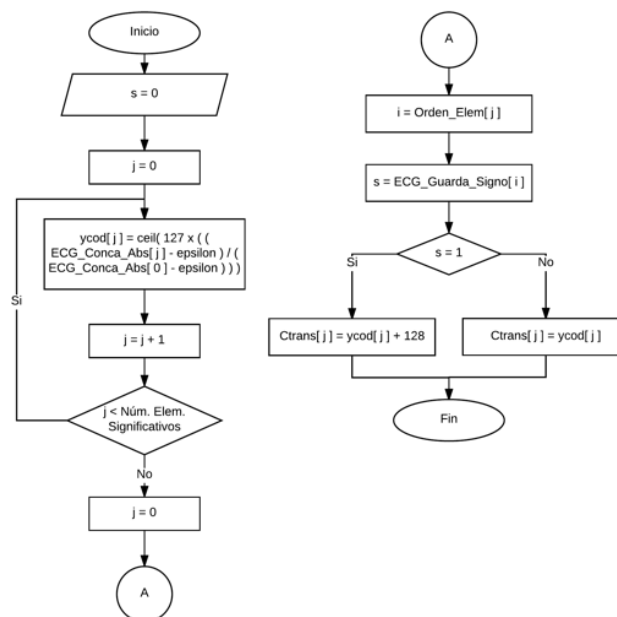 Inicio
s = 0
j=0
ycod[ j ] = ceil( 127 x ( (
ECG_Conca_Abs[ j ] - epsilon ) / (
ECG_Conca_Abs[ 0 ] - epsilon ) ) )
Si
j = j + 1
j < Núm. Elem.
Significativos
No
j = 0
A
A
i = Orden_Elem[ j ]
s = ECG_Guarda_Signo[ i ]
s = 1
Si
No
Ctrans[ j ] = ycod[ j ] + 128
Ctrans[ j ] = ycod[ j ]
Fin